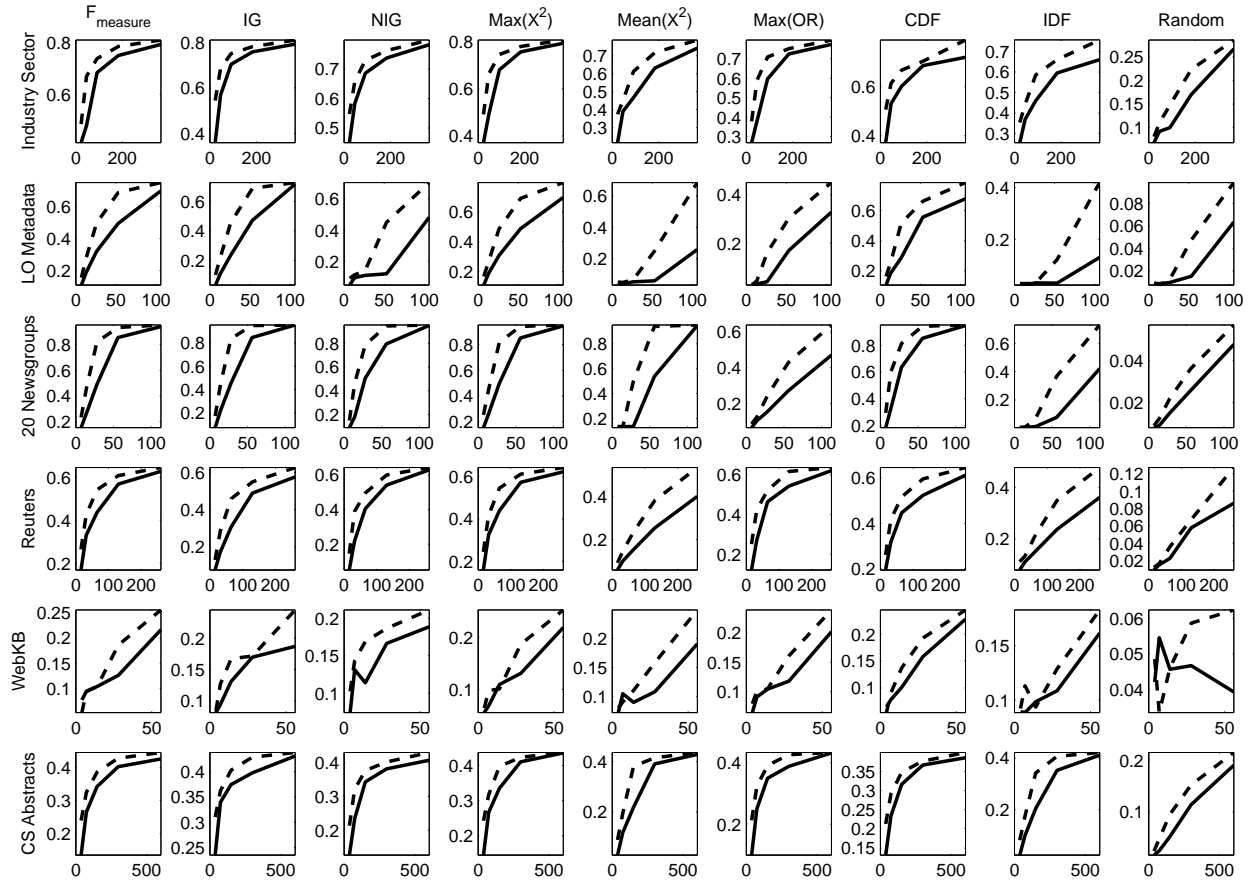 F_measure IG NIG Max(X²) Mean(X²) Max(OR) CDF IDF Random
Industry Sector
0.8 0.6
0.8 0.6 0.4
0.7 0.6 0.5
0.8 0.6 0.4
0.7 0.6 0.5 0.4 0.3
0.7 0.6 0.5 0.4 0.3
0.6 0.4
0.7 0.6 0.5 0.4 0.3
0.25 0.2 0.15 0.1
0 200 0 200 0 200 0 200 0 200 0 200 0 200 0 200 0 200
LO Metadata
0.6 0.4 0.2
0.6 0.4 0.2
0.6 0.4 0.2
0.6 0.4 0.2
0.6 0.4 0.2
0.4 0.2
0.6 0.4 0.2
0.4 0.2
0.08 0.06 0.04 0.02
0 50 100 0 50 100 0 50 100 0 50 100 0 50 100 0 50 100 0 50 100 0 50 100 0 50 100
20 Newsgroups
0.8 0.6 0.4 0.2
0.8 0.6 0.4 0.2
0.8 0.6 0.4 0.2
0.8 0.6 0.4 0.2
0.8 0.6 0.4 0.2
0.6 0.4 0.2
0.8 0.6 0.4 0.2
0.6 0.4 0.2
0.04 0.02
0 50 100 0 50 100 0 50 100 0 50 100 0 50 100 0 50 100 0 50 100 0 50 100 0 50 100
Reuters
0.6 0.4 0.2
0.6 0.4 0.2
0.6 0.4 0.2
0.6 0.4 0.2
0.4 0.2
0.6 0.4 0.2
0.6 0.4 0.2
0.4 0.2
0.12 0.1 0.08 0.06 0.04 0.02
0 100 200 0 100 200 0 100 200 0 100 200 0 100 200 0 100 200 0 100 200 0 100 200 0 100 200
WebKB
0.25 0.2 0.15 0.1
0.2 0.15 0.1
0.2 0.15 0.1
0.2 0.1
0.2 0.15 0.1
0.2 0.1
0.2 0.15 0.1
0.15 0.1
0.06 0.05 0.04
0 50 0 50 0 50 0 50 0 50 0 50 0 50 0 50 0 50
CS Abstracts
0.4 0.3 0.2
0.4 0.35 0.3 0.25
0.4 0.3 0.2
0.4 0.3 0.2
0.4 0.2
0.4 0.2
0.35 0.3 0.25 0.2 0.15
0.4 0.2
0.2 0.1
0 500 0 500 0 500 0 500 0 500 0 500 0 500 0 500 0 500